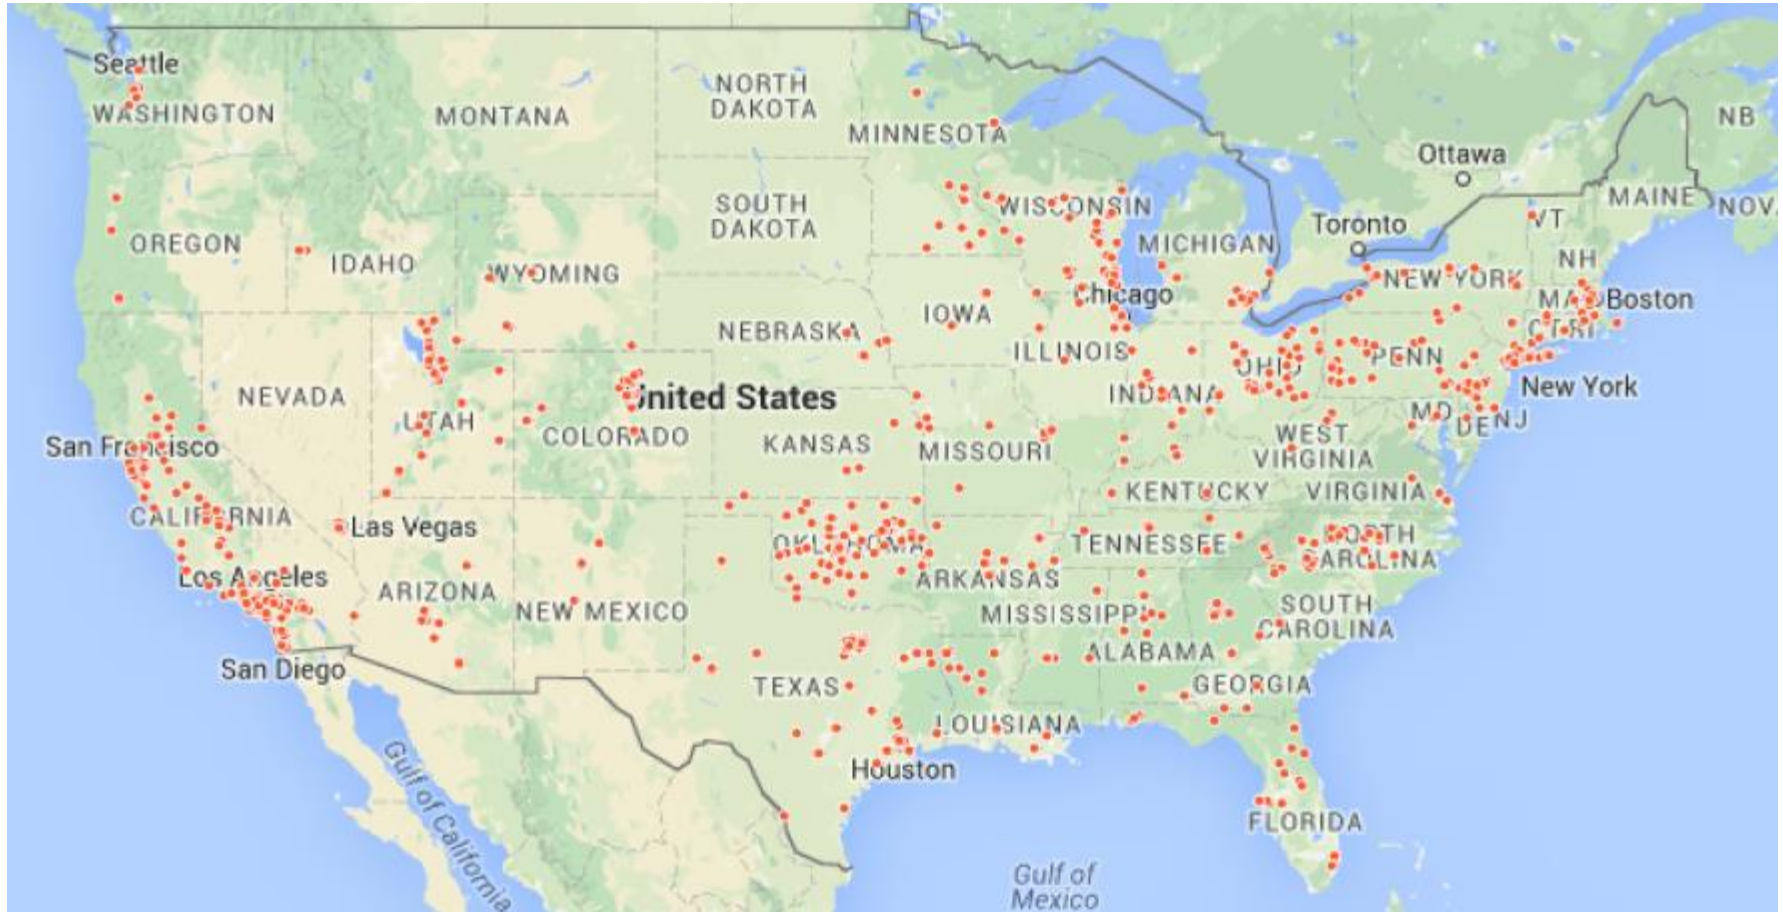 Seattle
WASHINGTON
MONTANA
NORTH
DAKOTA
MINNESOTA
Ottawa
NB
MAINE
NOV
OREGON
IDAHO
WYOMING
SOUTH
DAKOTA
WISCONSIN
MICHIGAN
Toronto
VT
NH
NEW YORK
MA
Boston
CT RI
NEVADA
UTAH
NEBRASKA
IOWA
Chicago
ILLINOIS
INDIANA
OHIO
PENN
New York
United States
COLORADO
KANSAS
MISSOURI
WEST
VIRGINIA
MD
DE
NJ
San Francisco
CALIFORNIA
Las Vegas
KENTUCKY
VIRGINIA
Los Angeles
ARIZONA
NEW MEXICO
OKLAHOMA
ARKANSAS
TENNESSEE
NORTH
CAROLINA
MISSISSIPPI
SOUTH
CAROLINA
San Diego
TEXAS
ALABAMA
GEORGIA
LOUISIANA
Houston
FLORIDA
Gulf of California
Gulf of
Mexico